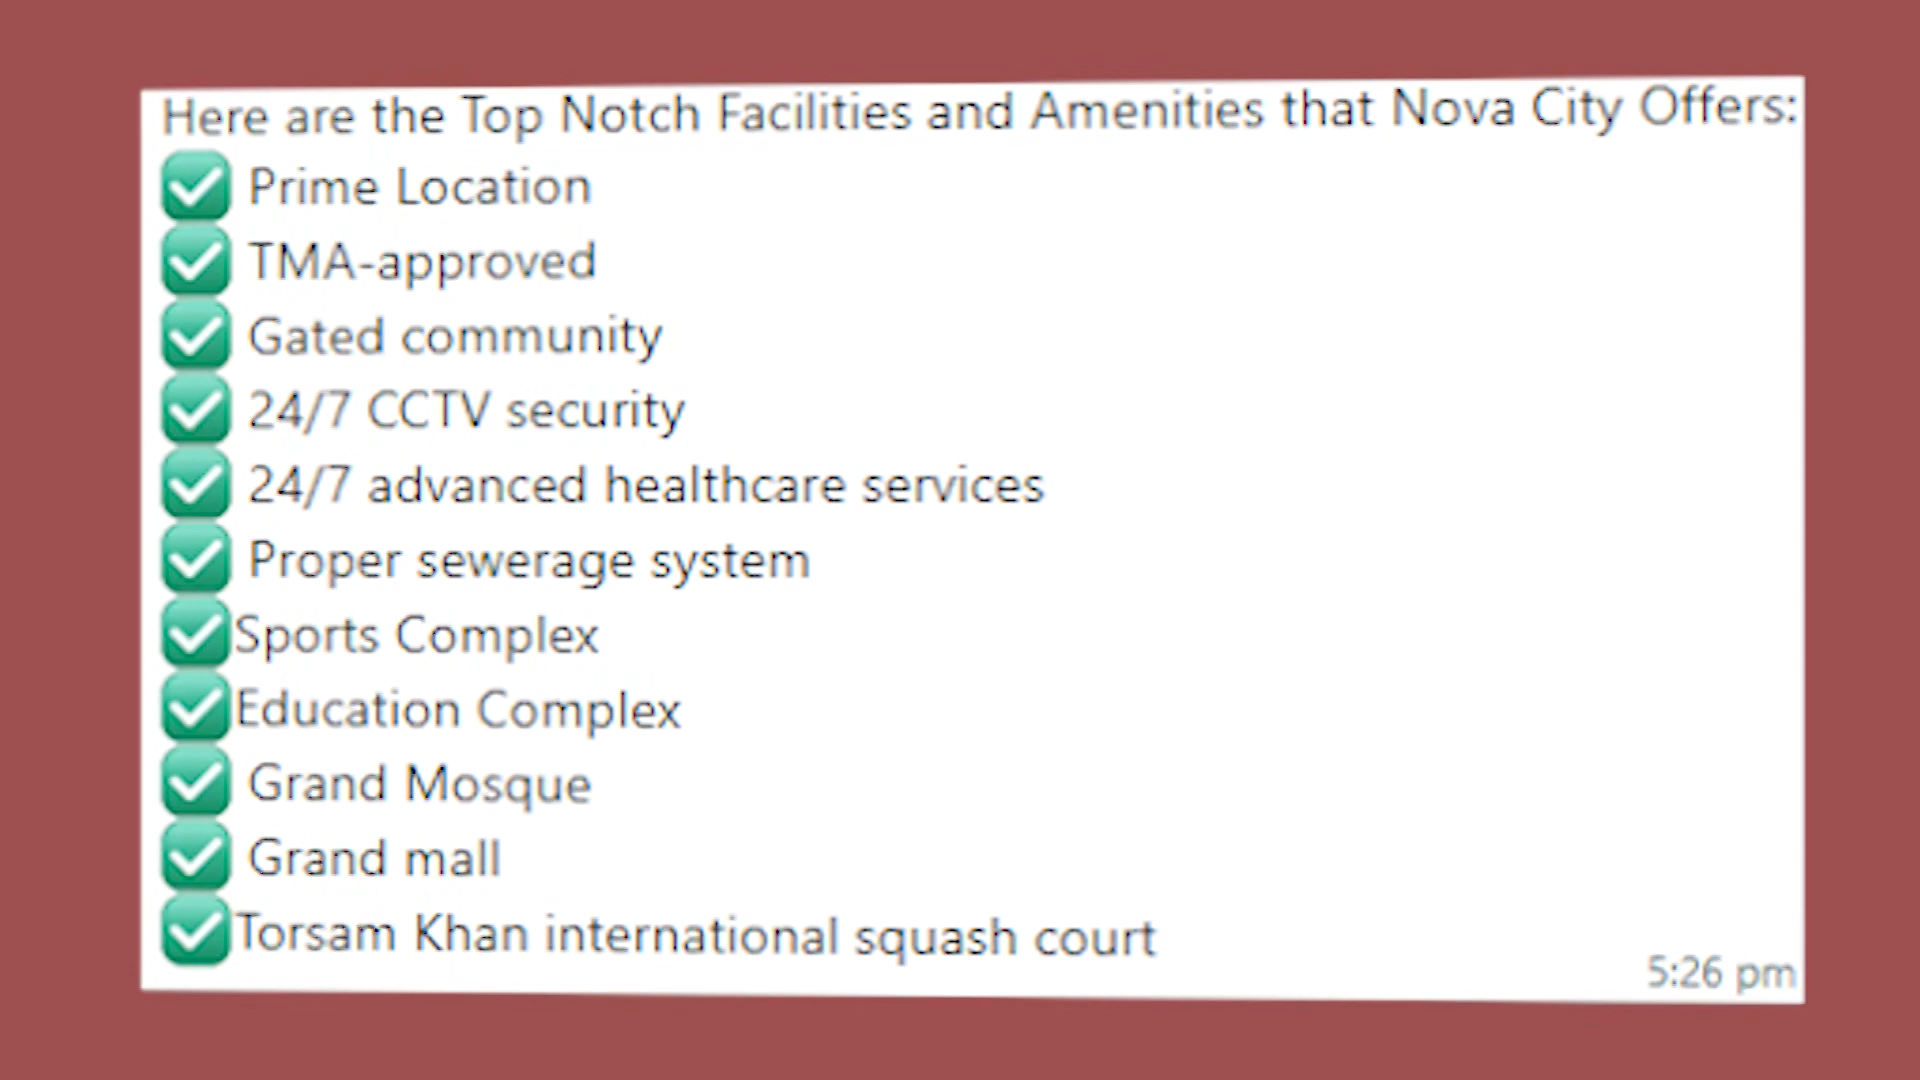 Here are the Top Notch Facilities and Amenities that Nova City Offers:
✅ Prime Location
✅ TMA-approved
✅ Gated community
✅ 24/7 CCTV security
✅ 24/7 advanced healthcare services
✅ Proper sewerage system
✅Sports Complex
✅Education Complex
✅ Grand Mosque
✅ Grand mall
✅Torsam Khan international squash court
5:26 pm